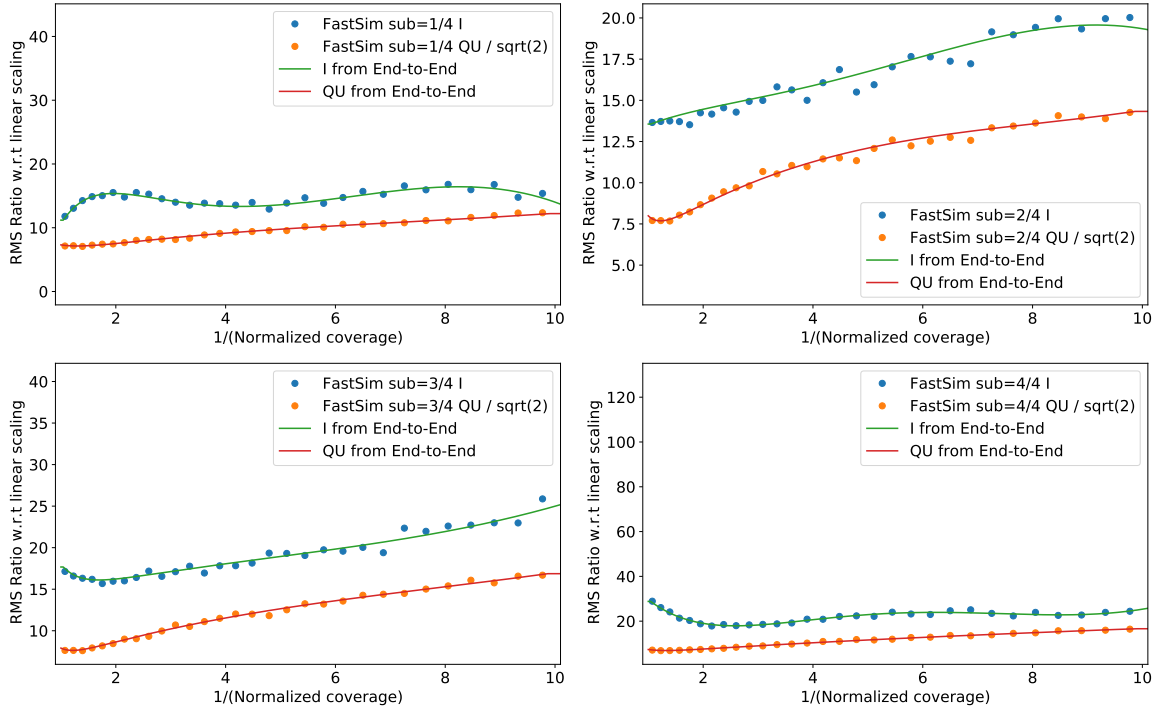 RMS Ratio w.r.t linear scaling
40
30
20
10
0
FastSim sub=1/4 I
FastSim sub=1/4 QU / sqrt(2)
I from End-to-End
QU from End-to-End
2 4 6 8 10
1/(Normalized coverage)
RMS Ratio w.r.t linear scaling
20.0
17.5
15.0
12.5
10.0
7.5
5.0
FastSim sub=2/4 I
FastSim sub=2/4 QU / sqrt(2)
I from End-to-End
QU from End-to-End
2 4 6 8 10
1/(Normalized coverage)
RMS Ratio w.r.t linear scaling
40
35
30
25
20
15
10
FastSim sub=3/4 I
FastSim sub=3/4 QU / sqrt(2)
I from End-to-End
QU from End-to-End
2 4 6 8 10
1/(Normalized coverage)
RMS Ratio w.r.t linear scaling
120
100
80
60
40
20
FastSim sub=4/4 I
FastSim sub=4/4 QU / sqrt(2)
I from End-to-End
QU from End-to-End
2 4 6 8 10
1/(Normalized coverage)